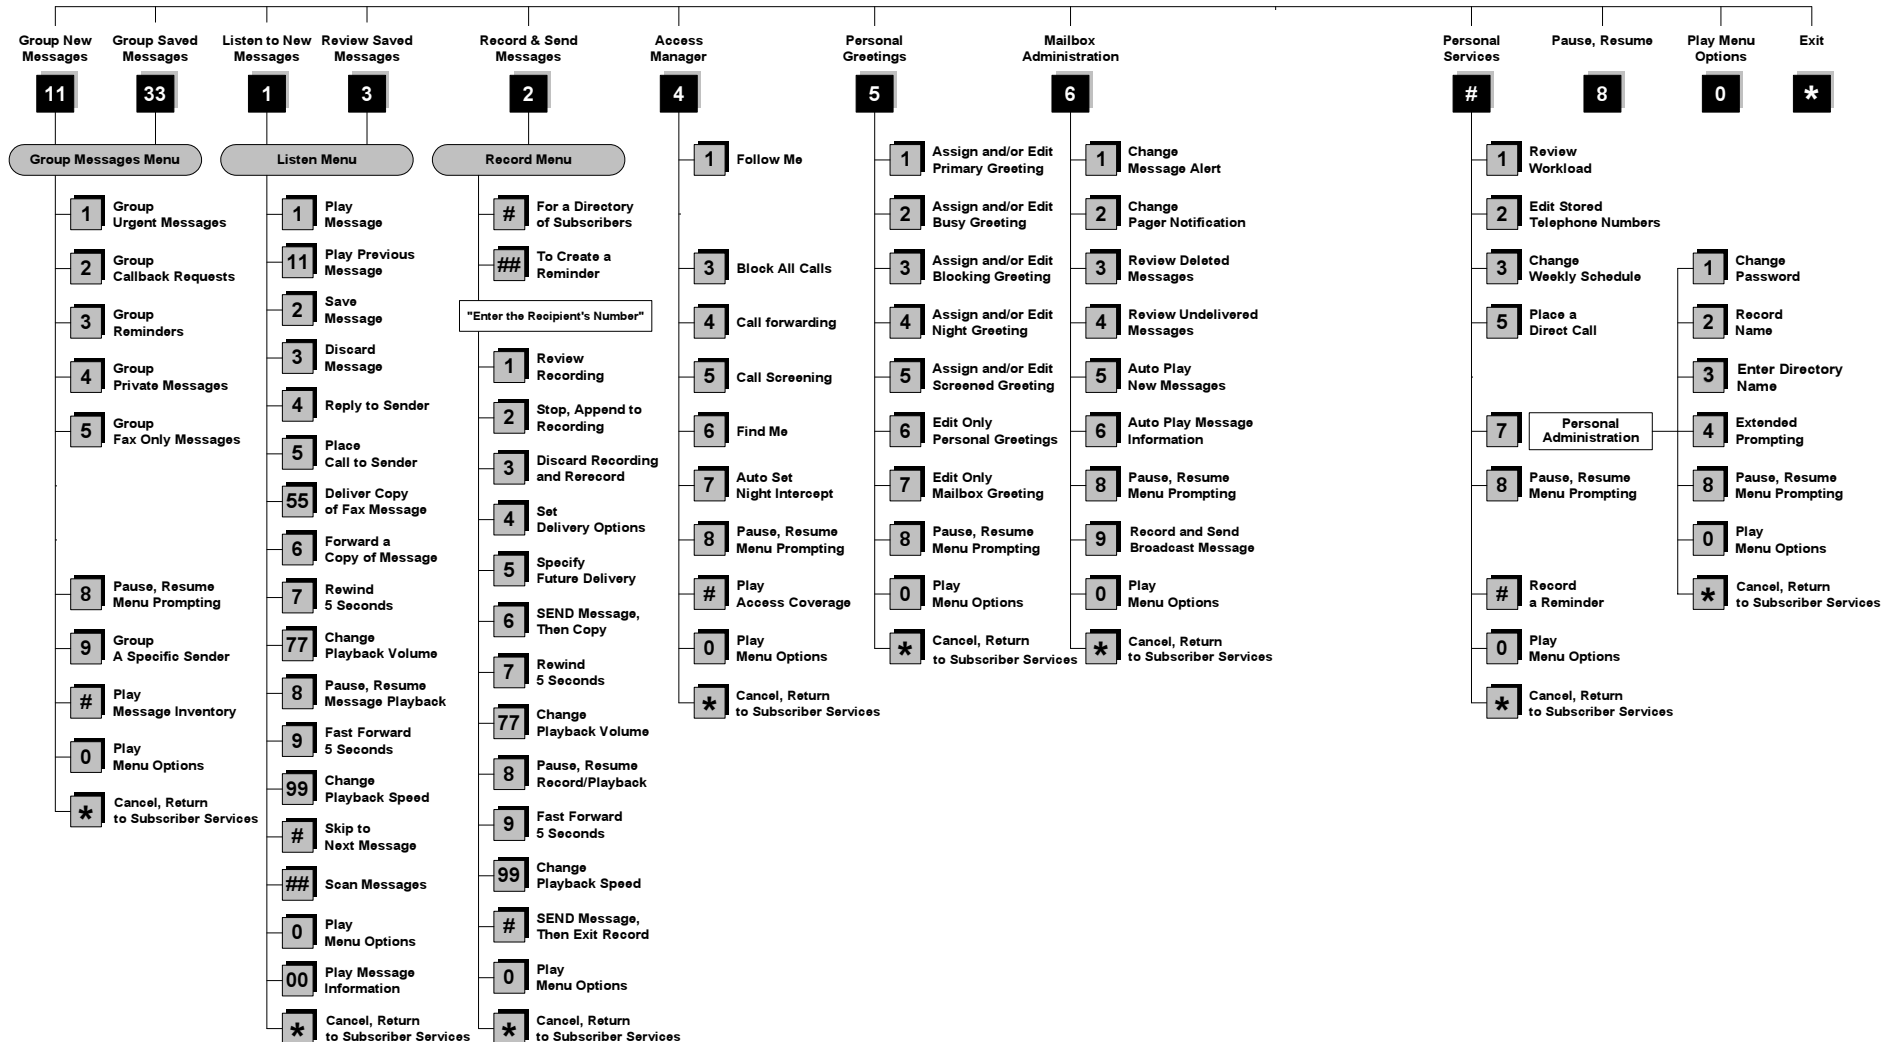 Group New
Messages
11
Group Saved
Messages
33
Listen to New
Messages
1
Review Saved
Messages
3
Record & Send
Messages
2
Access
Manager
4
Personal
Greetings
5
Mailbox
Administration
6
Personal
Services
#
Pause, Resume
8
Play Menu
Options
0
Exit
*
Group Messages Menu
1
Group
Urgent Messages
2
Group
Callback Requests
3
Group
Reminders
4
Group
Private Messages
5
Group
Fax Only Messages
8
Pause, Resume
Menu Prompting
9
Group
A Specific Sender
#
Play
Message Inventory
0
Play
Menu Options
*
Cancel, Return
to Subscriber Services
Listen Menu
1
Play
Message
11
Play Previous
Message
2
Save
Message
3
Discard
Message
4
Reply to Sender
5
Place
Call to Sender
55
Deliver Copy
of Fax Message
6
Forward a
Copy of Message
7
Rewind
5 Seconds
77
Change
Playback Volume
8
Pause, Resume
Message Playback
9
Fast Forward
5 Seconds
99
Change
Playback Speed
#
Skip to
Next Message
##
Scan Messages
0
Play
Menu Options
00
Play Message
Information
*
Cancel, Return
to Subscriber Services
Record Menu
#
For a Directory
of Subscribers
##
To Create a
Reminder
"Enter the Recipient's Number"
1
Review
Recording
2
Stop, Append to
Recording
3
Discard Recording
and Rerecord
4
Set
Delivery Options
5
Specify
Future Delivery
6
SEND Message,
Then Copy
7
Rewind
5 Seconds
77
Change
Playback Volume
8
Pause, Resume
Record/Playback
9
Fast Forward
5 Seconds
99
Change
Playback Speed
#
SEND Message,
Then Exit Record
0
Play
Menu Options
*
Cancel, Return
to Subscriber Services
1
Follow Me
3
Block All Calls
4
Call forwarding
5
Call Screening
6
Find Me
7
Auto Set
Night Intercept
8
Pause, Resume
Menu Prompting
#
Play
Access Coverage
0
Play
Menu Options
*
Cancel, Return
to Subscriber Services
1
Assign and/or Edit
Primary Greeting
2
Assign and/or Edit
Busy Greeting
3
Assign and/or Edit
Blocking Greeting
4
Assign and/or Edit
Night Greeting
5
Assign and/or Edit
Screened Greeting
6
Edit Only
Personal Greetings
7
Edit Only
Mailbox Greeting
8
Pause, Resume
Menu Prompting
0
Play
Menu Options
*
Cancel, Return
to Subscriber Services
1
Change
Message Alert
2
Change
Pager Notification
3
Review Deleted
Messages
4
Review Undelivered
Messages
5
Auto Play
New Messages
6
Auto Play Message
Information
8
Pause, Resume
Menu Prompting
9
Record and Send
Broadcast Message
0
Play
Menu Options
*
Cancel, Return
to Subscriber Services
1
Review
Workload
2
Edit Stored
Telephone Numbers
3
Change
Weekly Schedule
5
Place a
Direct Call
7
Personal
Administration
8
Pause, Resume
Menu Prompting
#
Record
a Reminder
0
Play
Menu Options
*
Cancel, Return
to Subscriber Services
1
Change
Password
2
Record
Name
3
Enter Directory
Name
4
Extended
Prompting
8
Pause, Resume
Menu Prompting
0
Play
Menu Options
*
Cancel, Return
to Subscriber Services